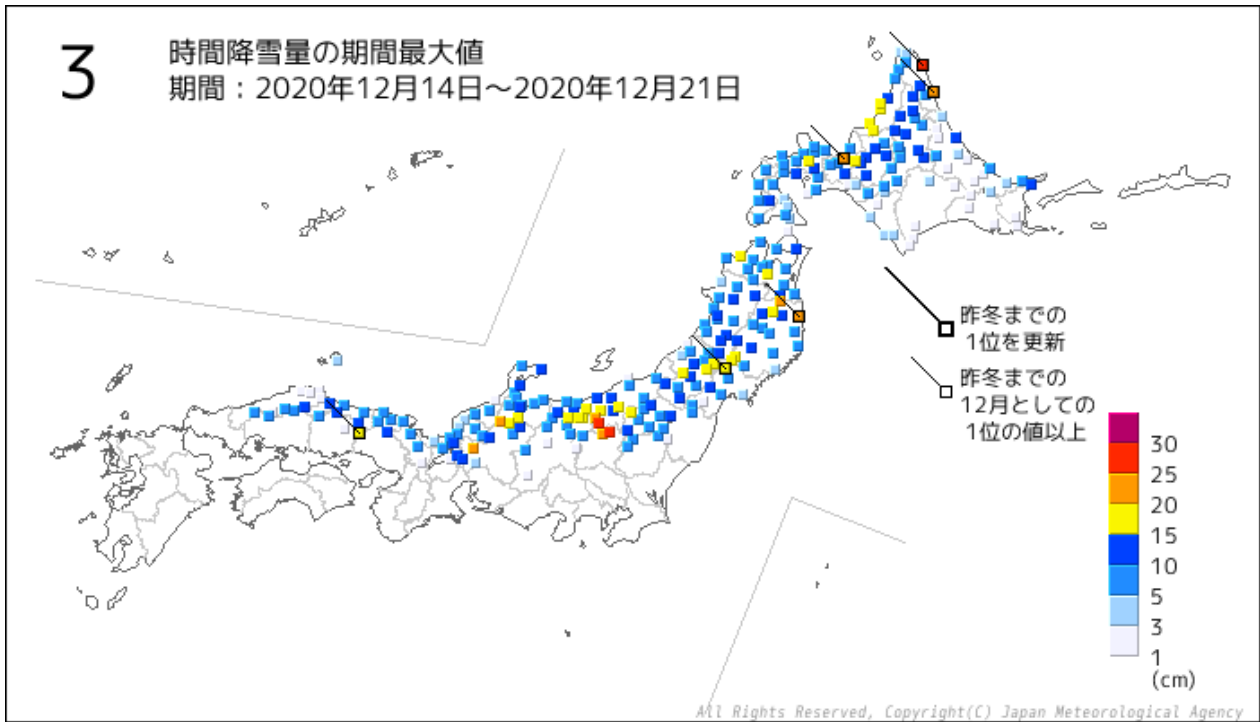 3 時間降雪量の期間最大値
期間：2020年12月14日～2020年12月21日
昨冬までの
1位を更新
昨冬までの
12月としての
1位の値以上
30
25
20
15
10
5
3
1
(cm)
All Rights Reserved, Copyright(C) Japan Meteorological Agency